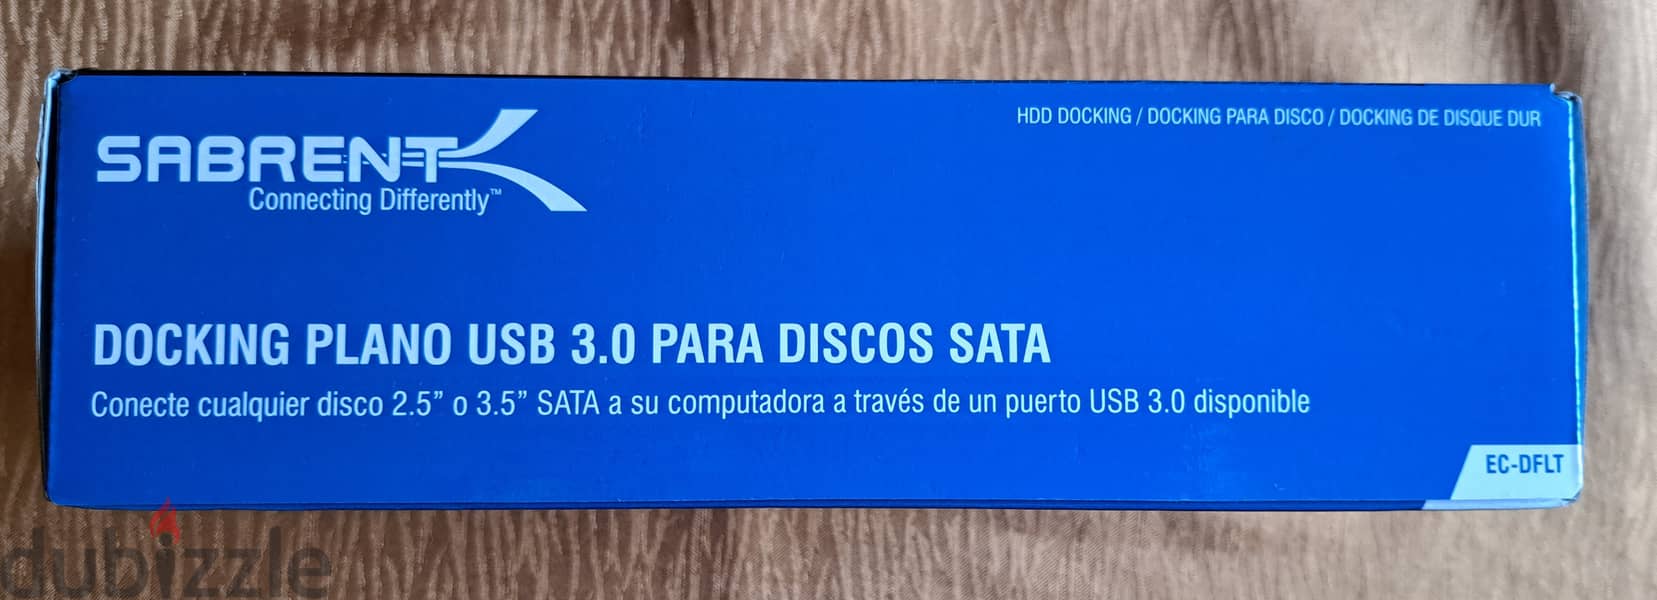 HDD DOCKING / DOCKING PARA DISCO / DOCKING DE DISQUE DUR
SABRENT
Connecting Differently™
DOCKING PLANO USB 3.0 PARA DISCOS SATA
Conecte cualquier disco 2.5” o 3.5” SATA a su computadora a través de un puerto USB 3.0 disponible
EC-DFLT
dubizzle